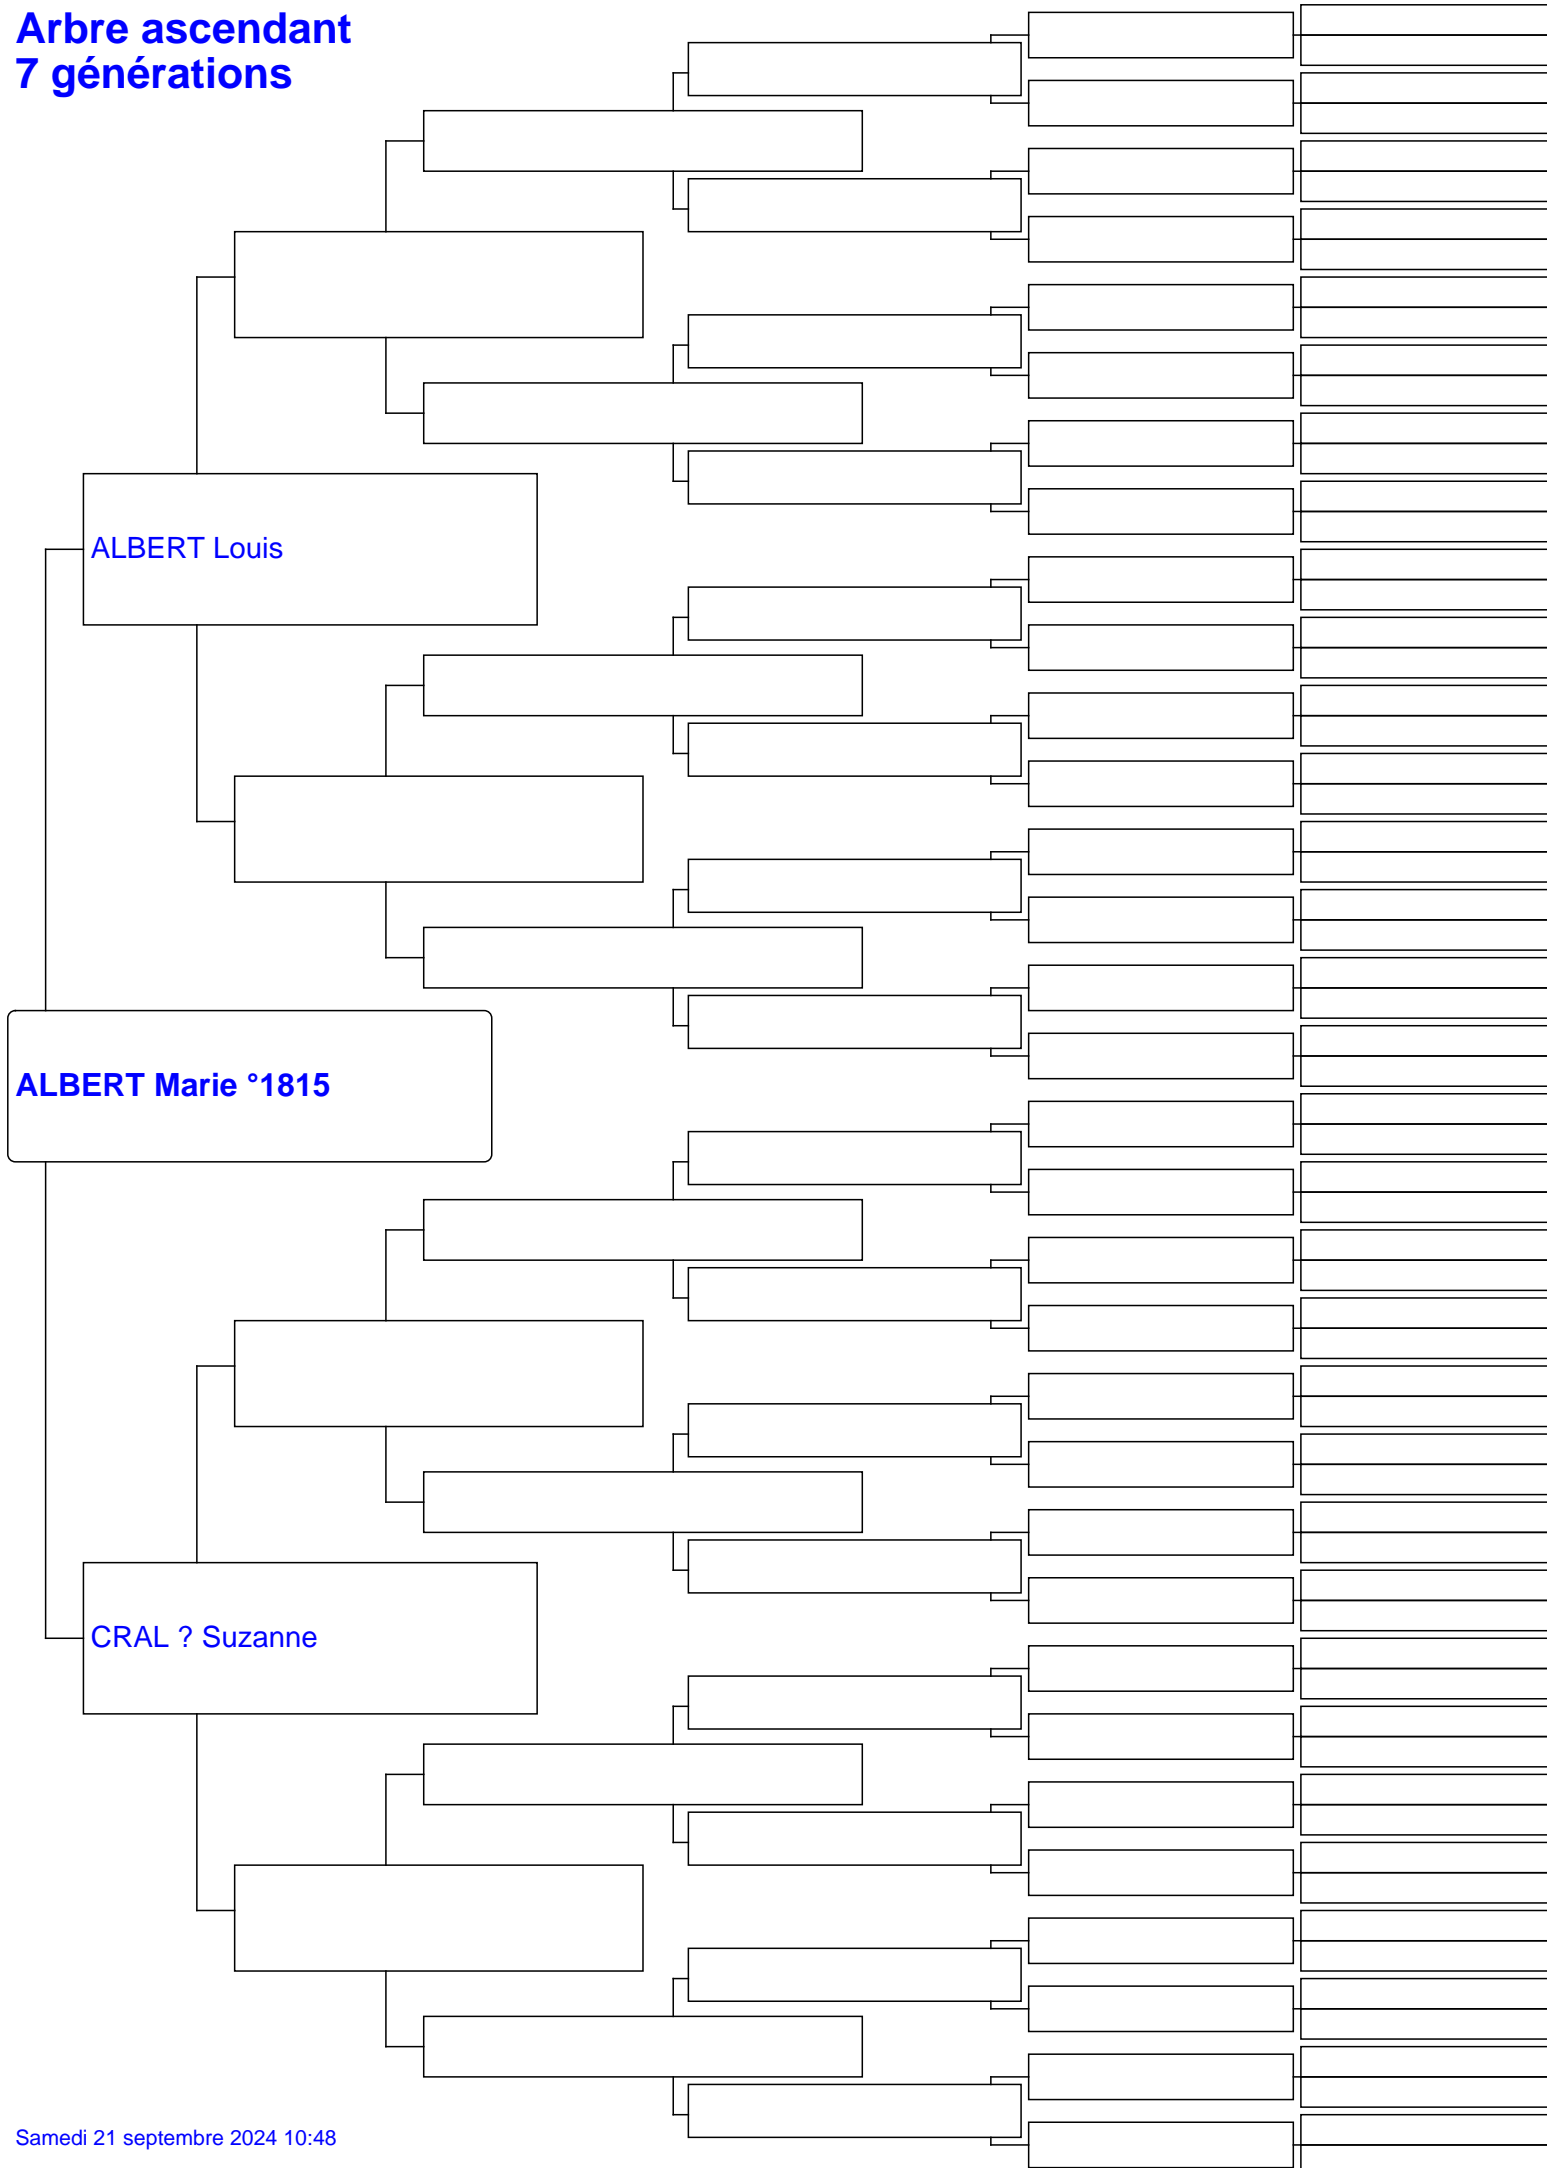 Arbre ascendant
7 générations
ALBERT Louis
ALBERT Marie °1815
CRAL ? Suzanne
Samedi 21 septembre 2024 10:48